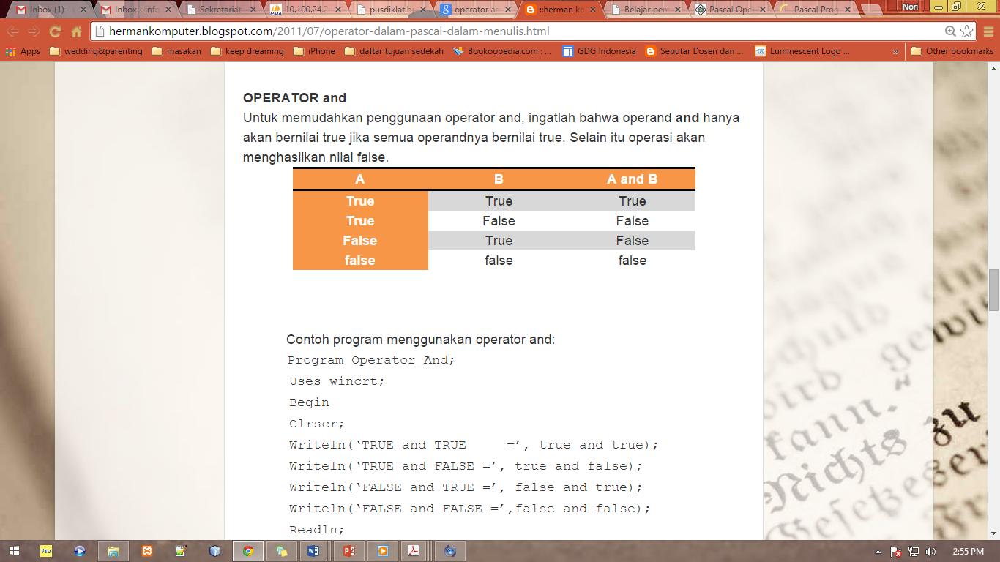 Inbox (1) -
Inbox - info
Sekretariat
10.100.24.2
pusdiklat.b
operator a
::herman ko
Belajar pem
Pascal Ope
Pascal Prog
Nori
hermankomputer.blogspot.com/2011/07/operator-dalam-pascal-dalam-menulis.html
Apps wedding&parenting masakan keep dreaming iPhone daftar tujuan sedekah Bookoopedia.com : ... GDG Indonesia Seputar Dosen dan ... Luminescent Logo ... » Other bookmarks
OPERATOR and
Untuk memudahkan penggunaan operator and, ingatlah bahwa operand and hanya
akan bernilai true jika semua operandnya bernilai true. Selain itu operasi akan
menghasilkan nilai false.
A B A and B
True True True
True False False
False True False
false false false
Contoh program menggunakan operator and:
Program Operator_And;
Uses wincrt;
Begin
Clrscr;
Writeln(‘TRUE and TRUE     =’, true and true);
Writeln(‘TRUE and FALSE =’, true and false);
Writeln(‘FALSE and TRUE =’, false and true);
Writeln(‘FALSE and FALSE =’,false and false);
Readln;
2:55 PM